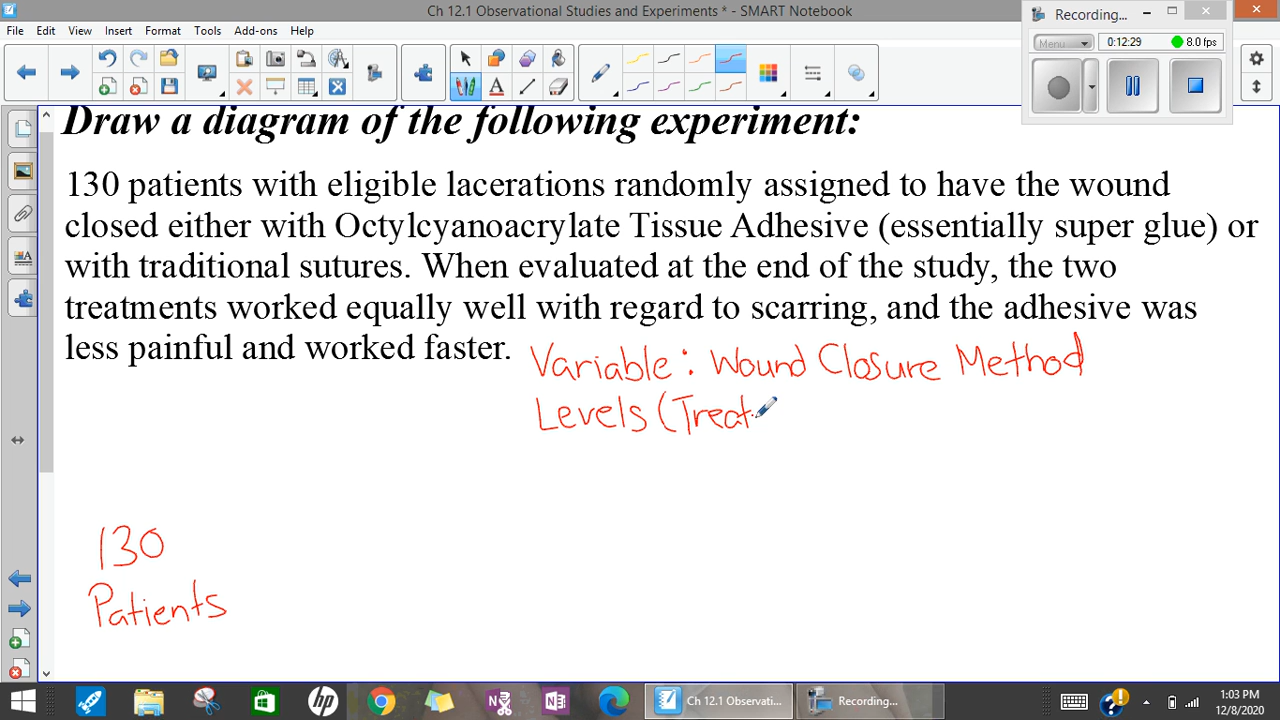 Ch 12.1 Observational Studies and Experiments * - SMART Notebook
Recording...
File Edit View Insert Format Tools Add-ons Help
Menu
0:12:29
8.0 fps
Draw a diagram of the following experiment:
130 patients with eligible lacerations randomly assigned to have the wound
closed either with Octylcyanoacrylate Tissue Adhesive (essentially super glue) or
with traditional sutures. When evaluated at the end of the study, the two
treatments worked equally well with regard to scarring, and the adhesive was
less painful and worked faster.
Variable: Wound Closure Method
Levels (Treat
130
Patients
Ch 12.1 Observati...
Recording...
1:03 PM
12/8/2020